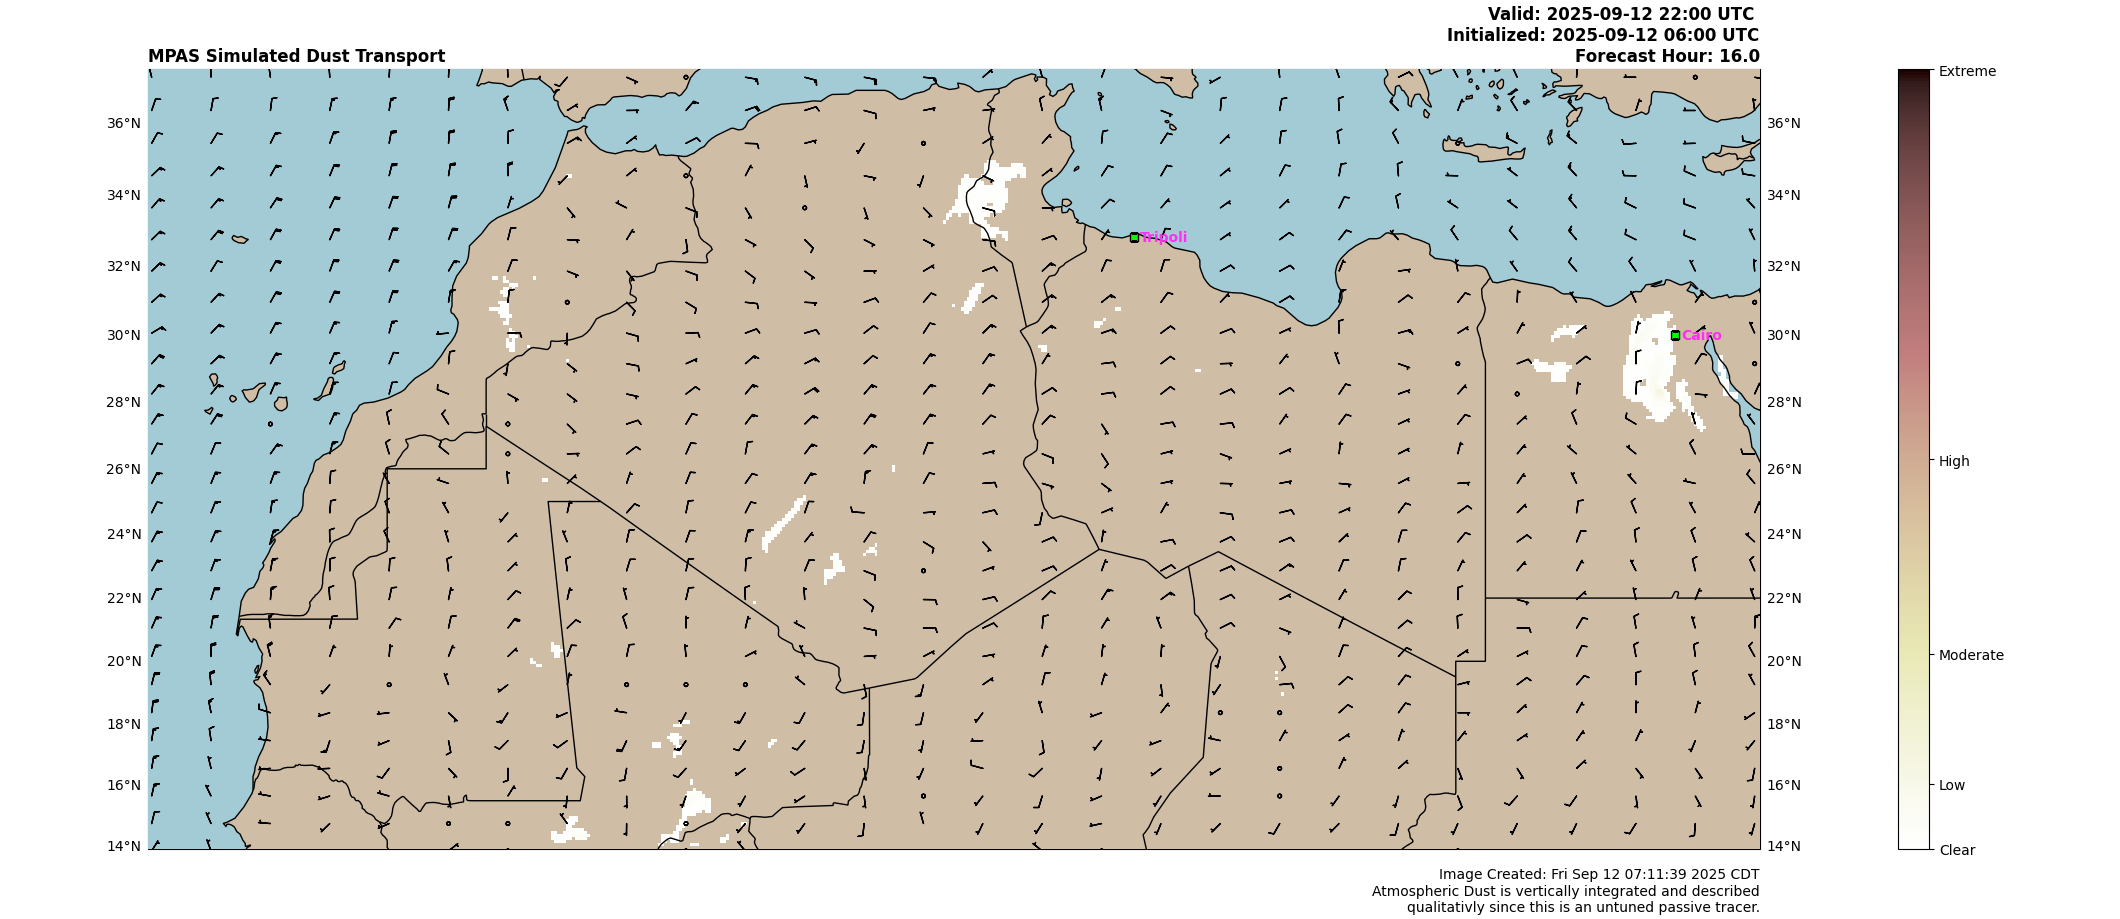 Valid: 2025-09-12 22:00 UTC
Initialized: 2025-09-12 06:00 UTC
MPAS Simulated Dust Transport
Forecast Hour: 16.0
36°N
34°N
32°N
30°N
28°N
26°N
24°N
22°N
20°N
18°N
16°N
14°N
Tripoli
Cairo
36°N
34°N
32°N
30°N
28°N
26°N
24°N
22°N
20°N
18°N
16°N
14°N
Extreme
High
Moderate
Low
Clear
Image Created: Fri Sep 12 07:11:39 2025 CDT
Atmospheric Dust is vertically integrated and described
qualitativly since this is an untuned passive tracer.